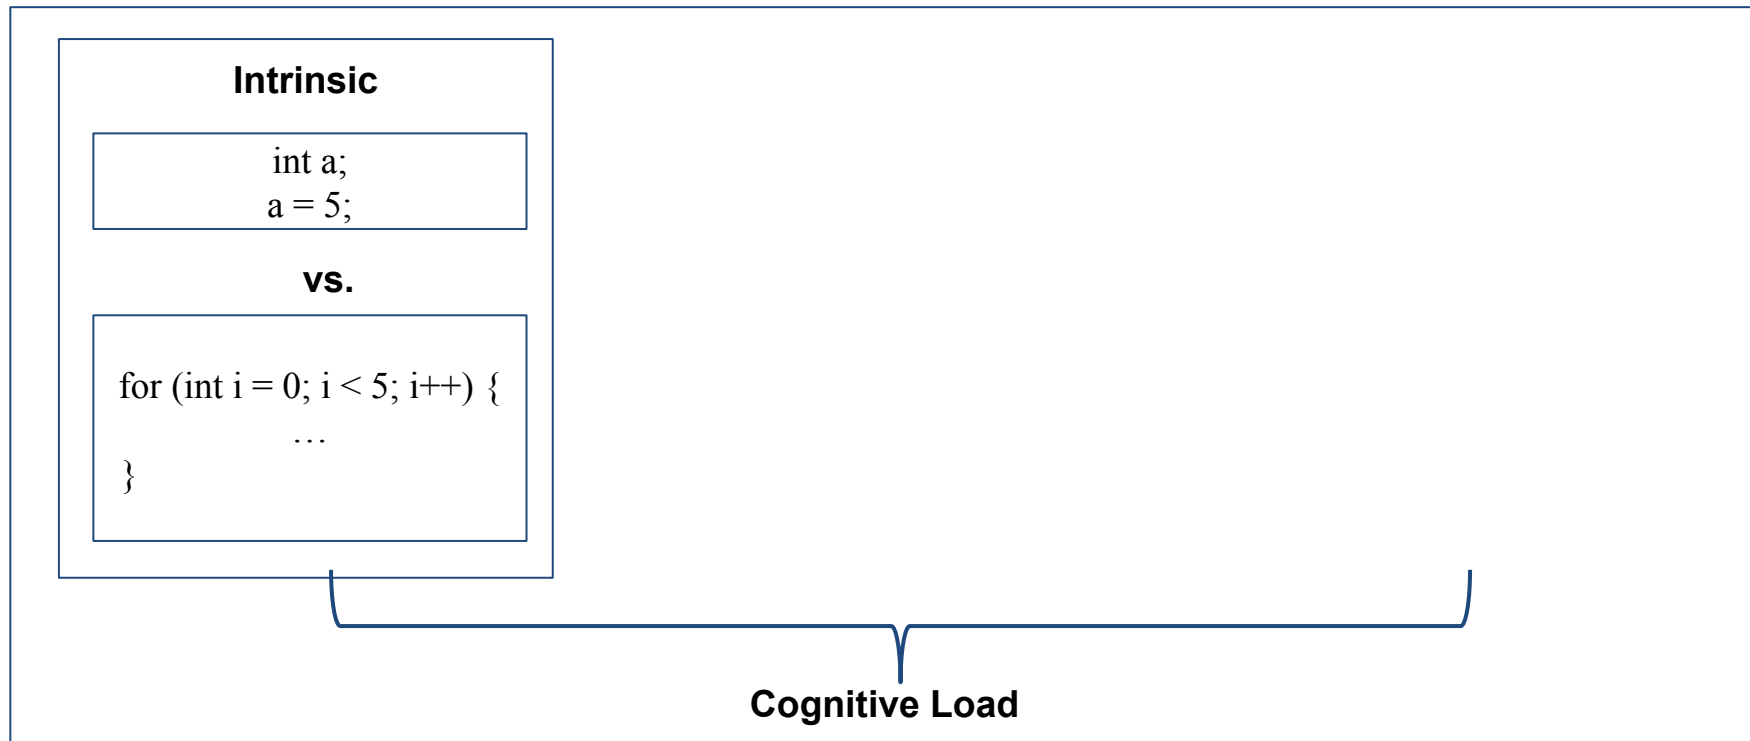 Intrinsic
int a;
a = 5;
vs.
for (int i = 0; i < 5; i++) {
…
}
Cognitive Load